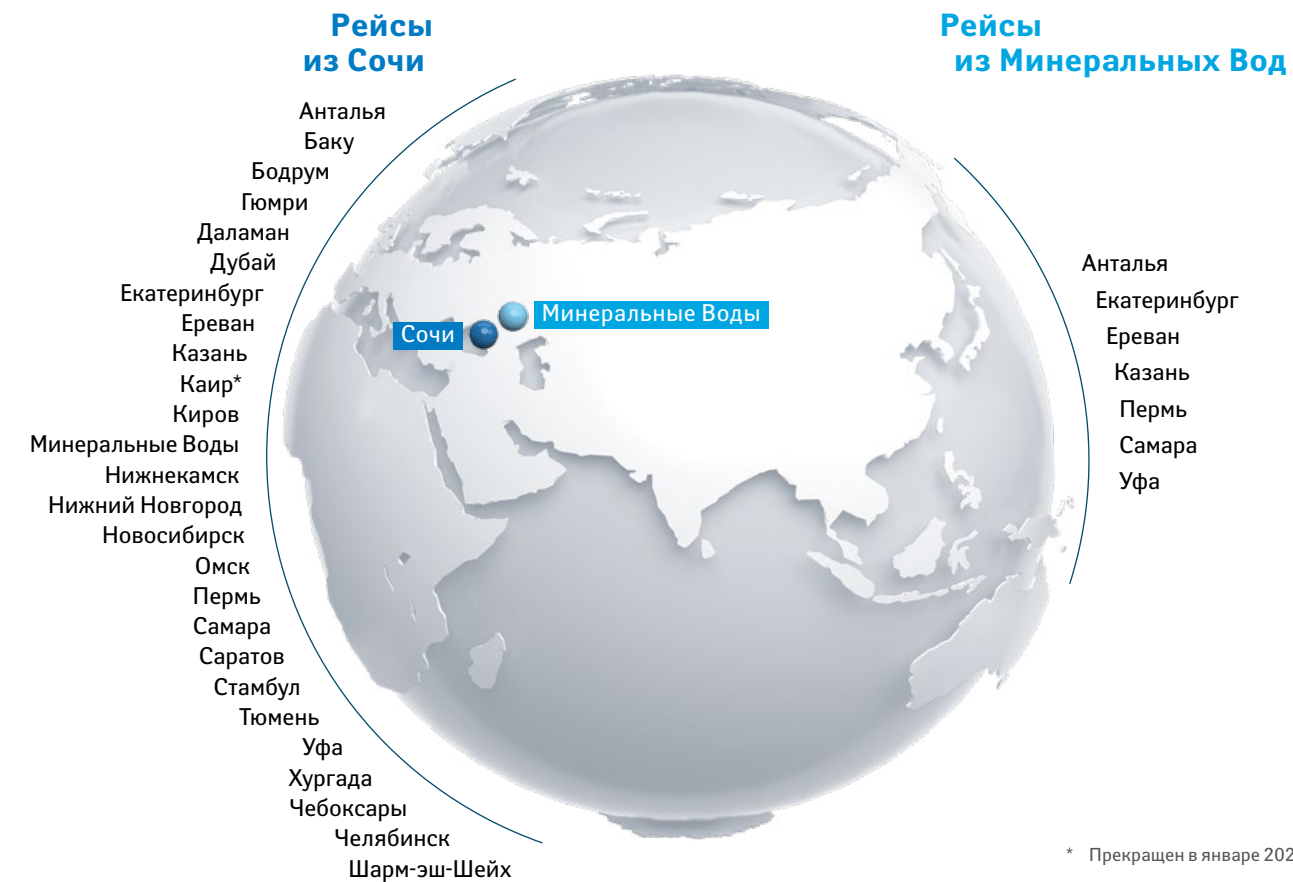 Рейсы
из Сочи
Анталья
Баку
Бодрум
Гюмри
Даламан
Дубай
Екатеринбург
Ереван
Казань
Каир*
Киров
Минеральные Воды
Нижнекамск
Нижний Новгород
Новосибирск
Омск
Пермь
Самара
Саратов
Стамбул
Тюмень
Уфа
Хургада
Чебоксары
Челябинск
Шарм-эш-Шейх
Сочи
Минеральные Воды
Рейсы
из Минеральных Вод
Анталья
Екатеринбург
Ереван
Казань
Пермь
Самара
Уфа
* Прекращен в январе